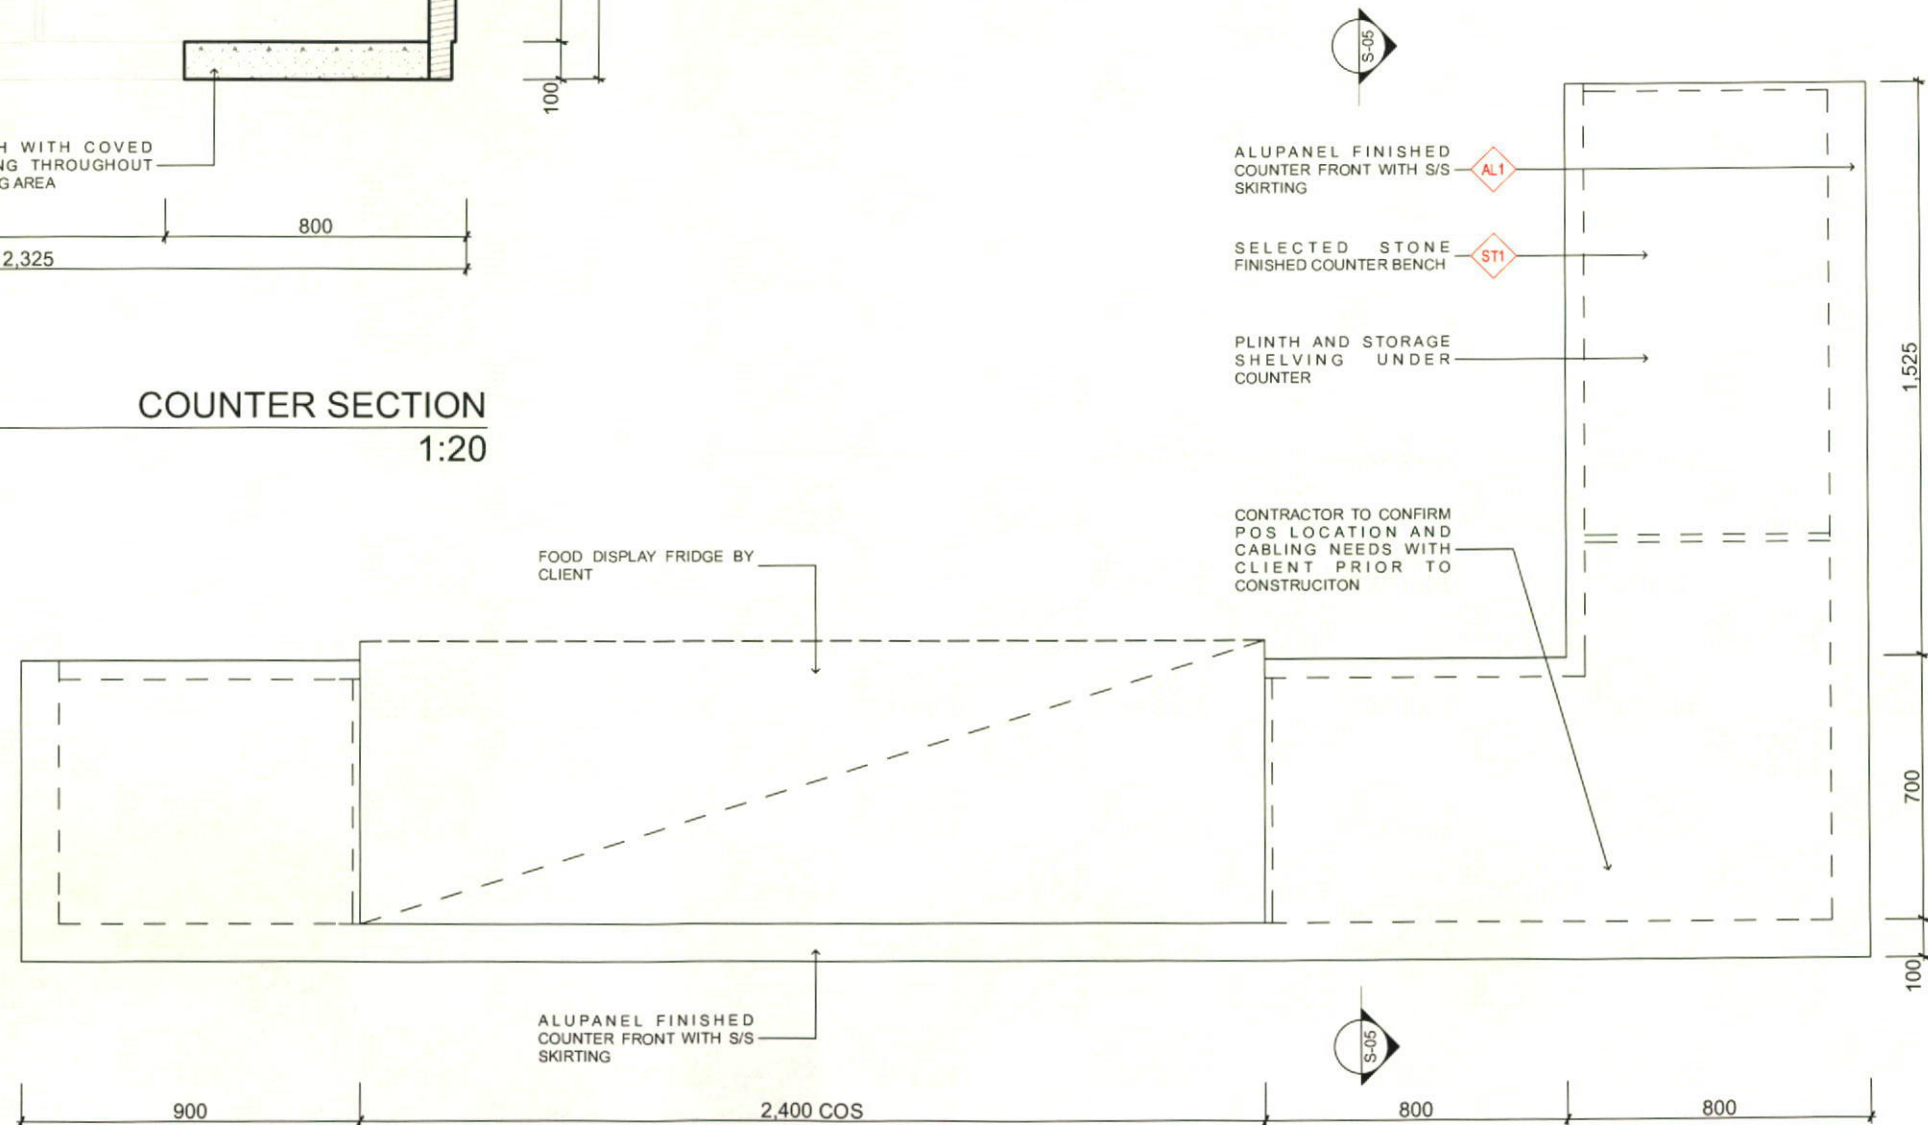 100
H WITH COVED
NG THROUGHOUT
G AREA
800
2,325
COUNTER SECTION
1:20
S-05
ALUPANEL FINISHED
COUNTER FRONT WITH S/S
SKIRTING
AL1
SELECTED STONE
FINISHED COUNTER BENCH
ST1
PLINTH AND STORAGE
SHELVING UNDER
COUNTER
1,525
CONTRACTOR TO CONFIRM
POS LOCATION AND
CABLING NEEDS WITH
CLIENT PRIOR TO
CONSTRUCITON
FOOD DISPLAY FRIDGE BY
CLIENT
700
100
ALUPANEL FINISHED
COUNTER FRONT WITH S/S
SKIRTING
S-05
900
2,400 COS
800
800